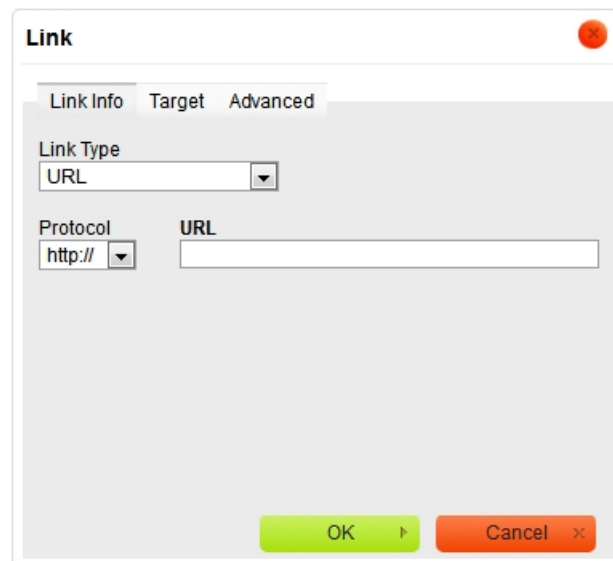 Link
Link Info Target Advanced
Link Type
URL
Protocol URL
http://
OK Cancel